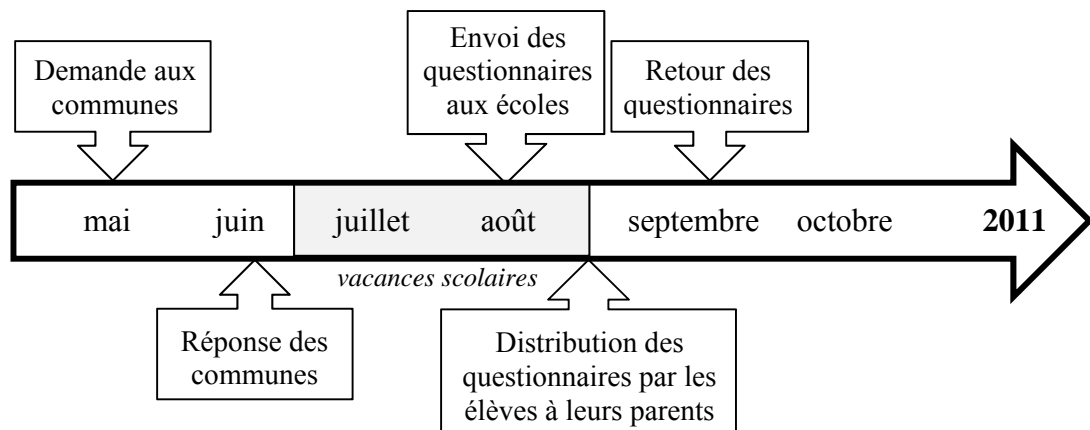 Demande aux
communes
Envoi des
questionnaires
aux écoles
Retour des
questionnaires
mai juin juillet août septembre octobre 2011
vacances scolaires
Réponse des
communes
Distribution des
questionnaires par les
élèves à leurs parents